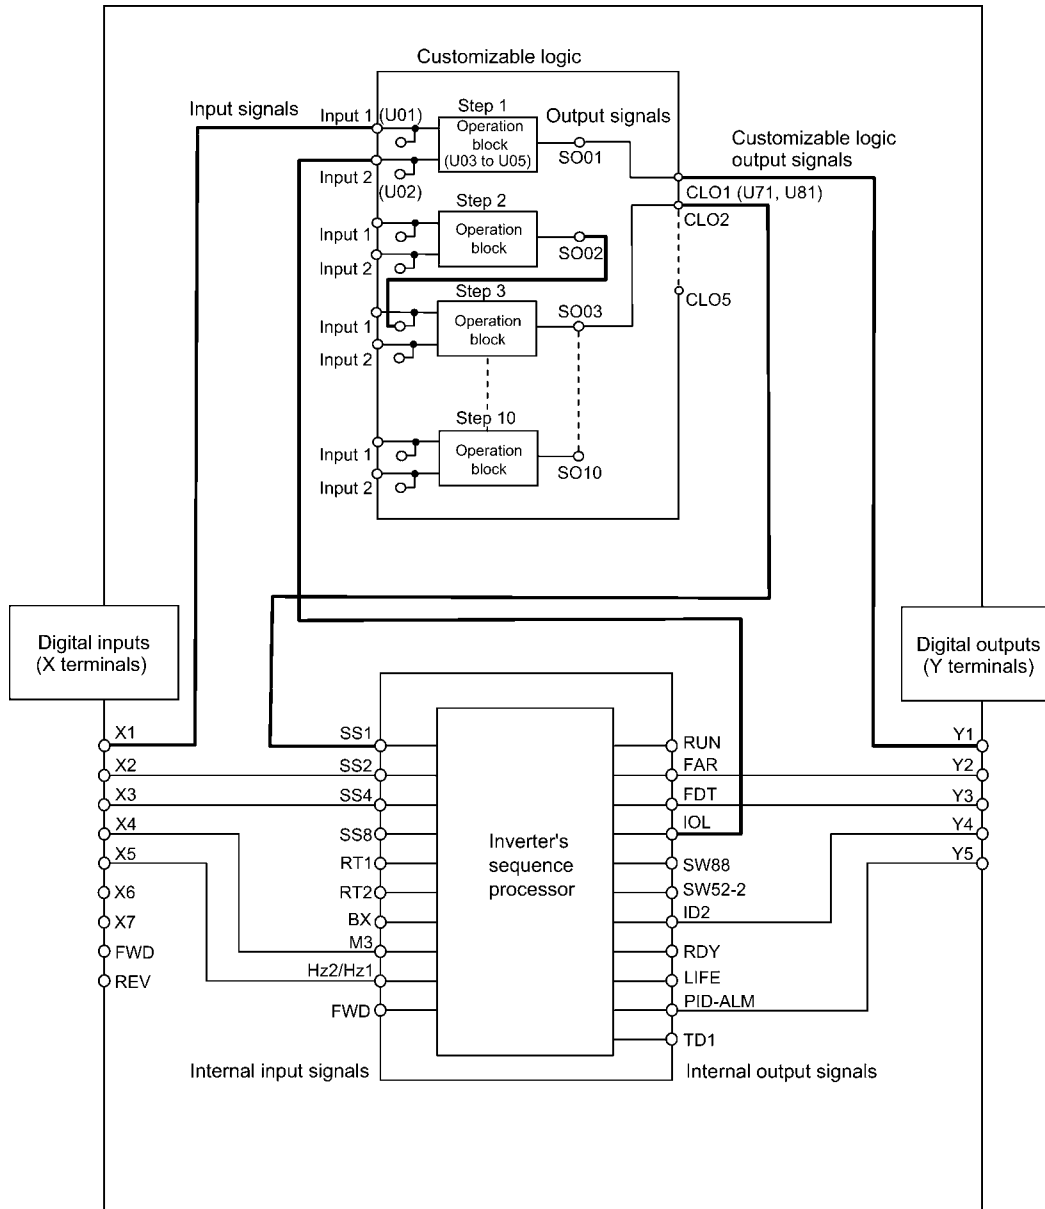 Customizable logic
Input signals
Input 1 (U01)
Step 1
Operation
block
(U03 to U05)
Output signals
SO01
Input 2
(U02)
Customizable logic
output signals
CLO1 (U71, U81)
CLO2
CLO5
Step 2
Input 1
Operation
block
SO02
Input 2
Step 3
Input 1
Operation
block
SO03
Input 2
Step 10
Input 1
Operation
block
SO10
Input 2
Digital inputs
(X terminals)
Digital outputs
(Y terminals)
X1
X2
X3
X4
X5
X6
X7
FWD
REV
SS1
SS2
SS4
SS8
RT1
RT2
BX
M3
Hz2/Hz1
FWD
Inverter's
sequence
processor
RUN
FAR
FDT
IOL
SW88
SW52-2
ID2
RDY
LIFE
PID-ALM
TD1
Y1
Y2
Y3
Y4
Y5
Internal input signals
Internal output signals